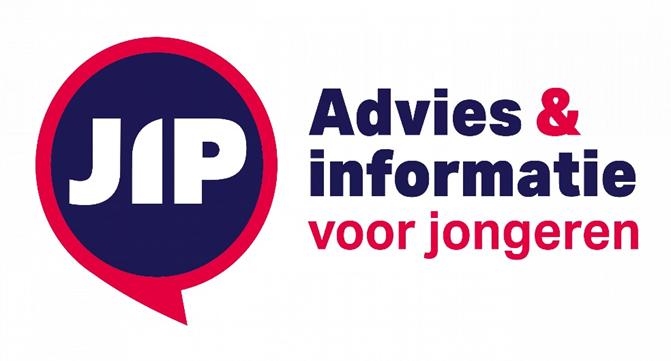 JIP
Advies &
informatie
voor jongeren